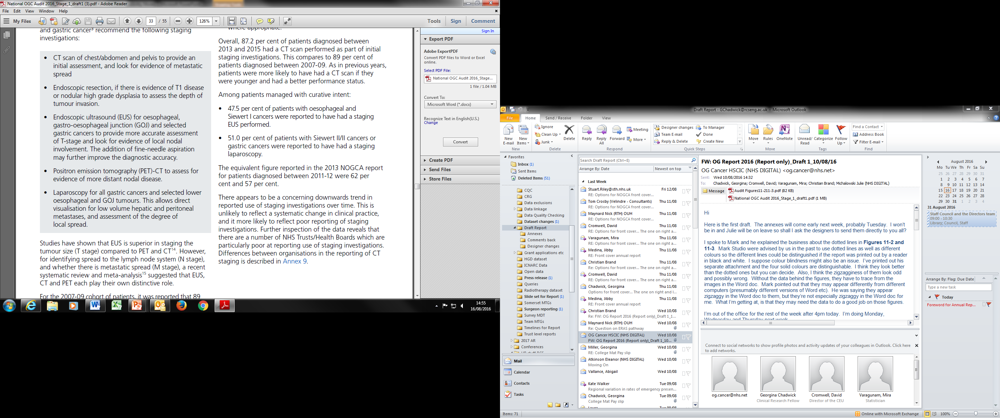 National OGC Audit 2016_Stage_1_draft1 (3).pdf - Adobe Reader
File Edit View Window Help
My Files 33 / 55 126% Tools Sign Comment
and gastric cancer³ recommend the following staging
investigations:
• CT scan of chest/abdomen and pelvis to provide an
initial assessment, and look for evidence of metastatic
spread
• Endoscopic resection, if there is evidence of T1 disease
or nodular high grade dysplasia to assess the depth of
tumour invasion.
• Endoscopic ultrasound (EUS) for oesophageal,
gastro-oesophageal junction (GOJ) and selected
gastric cancers to provide more accurate assessment
of T-stage and look for evidence of local nodal
involvement. The addition of fine-needle aspiration
may further improve the diagnostic accuracy.
• Positron emission tomography (PET)-CT to assess for
evidence of more distant nodal disease.
• Laparoscopy for all gastric cancers and selected lower
oesophageal and GOJ tumours. This allows direct
visualisation for low volume hepatic and peritoneal
metastases, and assessment of the degree of
local spread.
Studies have shown that EUS is superior in staging the
tumour size (T stage) compared to PET and CT¹⁴. However,
for identifying spread to the lymph node system (N stage),
and whether there is metastatic spread (M stage), a recent
systematic review and meta-analysis¹⁵ suggested that EUS,
CT and PET each play their own distinctive role.
For the 2007-09 cohort of patients, it was reported that 89
where appropriate.
Overall, 87.2 per cent of patients diagnosed between
2013 and 2015 had a CT scan performed as part of initial
staging investigations. This compares to 89 per cent of
patients diagnosed between 2007-09. As in previous years,
patients were more likely to have had a CT scan if they
were younger and had a better performance status.
Among patients managed with curative intent:
• 47.5 per cent of patients with oesophageal and
Siewert I cancers were reported to have had a staging
EUS performed.
• 51.0 per cent of patients with Siewert II/II cancers or
gastric cancers were reported to have had a staging
laparoscopy.
The equivalent figure reported in the 2013 NOGCA report
for patients diagnosed between 2011-12 were 62 per
cent and 57 per cent.
There appears to be a concerning downwards trend in
reported use of staging investigations over time. This is
unlikely to reflect a systematic change in clinical practice,
and it more likely to reflect poor reporting of staging
investigations. Further inspection of the data reveals that
there are a number of NHS Trusts/Health Boards which are
particularly poor at reporting use of staging investigations.
Differences between organisations in the reporting of CT
staging is described in Annex 9.
Sign In
Export PDF
Adobe ExportPDF
Convert PDF files to Word or Excel
online.
Select PDF File:
National OGC Audit 2016_Stage...
1 file / 1.04 MB
Convert To:
Microsoft Word (*.docx)
Recognize Text in English(U.S.)
Change
Convert
Create PDF
Send Files
Store Files
14:55
16/08/2016
Draft Report - GChadwick@rcseng.ac.uk - Microsoft Outlook
File Home Send / Receive Folder View
New E-mail
New Items
New
Ignore
Clean Up
Junk
Delete
Delete
Reply
Reply All
Forward
Meeting
More
Respond
Designer changes To Manager
Team E-mail Done
Reply & Delete Create New
Quick Steps
Move Rules OneNote
Move
Unread/ Read Categorize Follow Up
Tags
Find a Contact
Address Book
Filter E-mail
Find
Favorites
Inbox (1)
Sent Items
Deleted Items (51)
CQC
CRG
Data exclusions
Data linkage
Data Quality Checking
Dataset changes (1)
Draft Report
Annexes
Comments back
Designer changes
Grant applications etc
HGD dataset
ICNARC Data
Open data
Press release (1)
Queries
Radiotherapy dataset
Slide set for Report (1)
Somerset MTGs
Surgeon reporting (1)
Survey MDT
Team MTGs
Timelines for Report
Trust level reports
2017 AR
Conferences
Mail
Calendar
Contacts
Tasks
Search Draft Report (Ctrl+E)
Arrange By: Date Newest on top
Last Week
Stuart.Riley@sth.nhs.uk Fri 12/08
RE: Options for NOGCA front cover...
Tom Crosby (Velindre - Consultants) Thu 11/08
RE: Options for NOGCA front cover...
Maynard Nick (RTH) OUH Thu 11/08
RE: Options for NOGCA front cover...
Cromwell, David Thu 11/08
RE: Options for front cover... The one on right a...
Varagunam, Mira Thu 11/08
RE: Options for front cover... The one on right a...
Medina, Jibby Thu 11/08
RE: Front cover annual report
Christian Brand Thu 11/08
RE: Options for front cover... The one on right a...
Cromwell, David Thu 11/08
RE: Options for front cover... The one on right a...
Chadwick, Georgina Thu 11/08
Options for front cover... The one on right and l...
Medina, Jibby Thu 11/08
RE: Front cover annual report
Christian Brand Wed 10/08
Re: FW: OG Report 2016 (Report only)_Draft 1_1...
Maynard Nick (RTH) OUH Wed 10/08
Re: Question on ERAS pathway
OG Cancer HSCIC (NHS DIGITAL) Wed 10/08
FW: OG Report 2016 (Report only)_Draft 1_10...
Miller, Georgina Wed 10/08
RE: College Mat Pay slip
Atkinson Eleanor (NHS DIGITAL) Wed 10/08
Moving On
Vallance, Abigail Wed 10/08
Kate Walker Tue 09/08
Regional variation in rates of emergency presen...
Chadwick, Georgina Tue 09/08
College Mat Pay slip
FW: OG Report 2016 (Report only)_Draft 1_10/08/16
OG Cancer HSCIC (NHS DIGITAL) <og.cancer@nhs.net>
Sent: Wed 10/08/2016 14:32
To: Chadwick, Georgina; Cromwell, David; Varagunam, Mira; Christian Brand; Michalowski Julie (NHS DIGITAL)
Message Audit Figures11-211-3.pdf (82 KB)
National OGC Audit 2016_Stage_1_draft1.pdf (1 MB)
Hi
Here is the first draft. The annexes will come early next week, probably Tuesday. I won't
be in and Julie will be on leave so shall I ask the designers to send them directly to you all?
I spoke to Mark and he explained the business about the dotted lines in Figures 11-2 and
11-3. Mark Studio were advised by us in the past to use dotted lines as well as different
colours so the different lines could be distinguished if the report was printed out by a reader
in black and white. I suppose colour blindness might also be an issue. I've printed out his
separate attachment and the four solid colours are distinguishable. I think they look better
than the dotted ones but you can decide. Also, I think the zigzagginess of them look odd
and possibly wrong. Without the data behind the figures, they have to trace from the
images in the Word doc. Mark pointed out that they may appear differently from different
computers (presumably different versions of Word etc). He was saying they appear
zigzaggy in the Word doc to them, but they're not especially zigzaggy in the Word doc for
me. What I'm getting at, is that they may need the data to do a good job on those figures.
I'm out of the office for the rest of the week after 4pm today. I'm doing Monday,
Wednesday and Thursday next week
Connect to social networks to show profile photos and activity updates of your colleagues in Outlook. Click here
to add networks.
og.cancer@nhs.net
Georgina Chadwick
Clinical Research Fellow
Cromwell, David
Director of the CEU
Varagunam, Mira
Statistician
August 2016
Mo Tu We Th Fr Sa Su
25 26 27 28 29 30 31
1 2 3 4 5 6 7
8 9 10 11 12 13 14
15 16 17 18 19 20 21
22 23 24 25 26 27 28
29 30 31 1 2 3 4
31 August 2016
Staff Council and the Directors team
09:00 - 10:30
Library; Council, Staff
Arrange By: Flag: Due Date
Type a new task
Today
Foreword for Annual Rep...
Items: 71
Online with Microsoft Exchange
100%